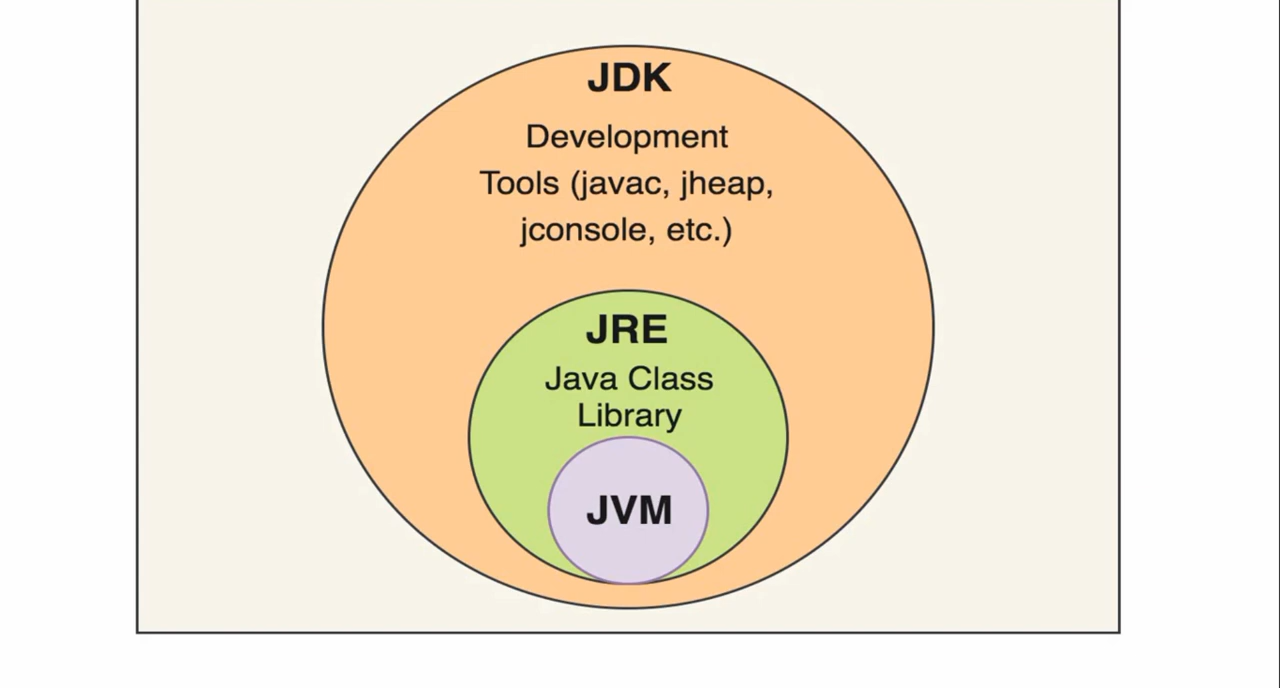 JDK
Development
Tools (javac, jheap,
jconsole, etc.)
JRE
Java Class
Library
JVM